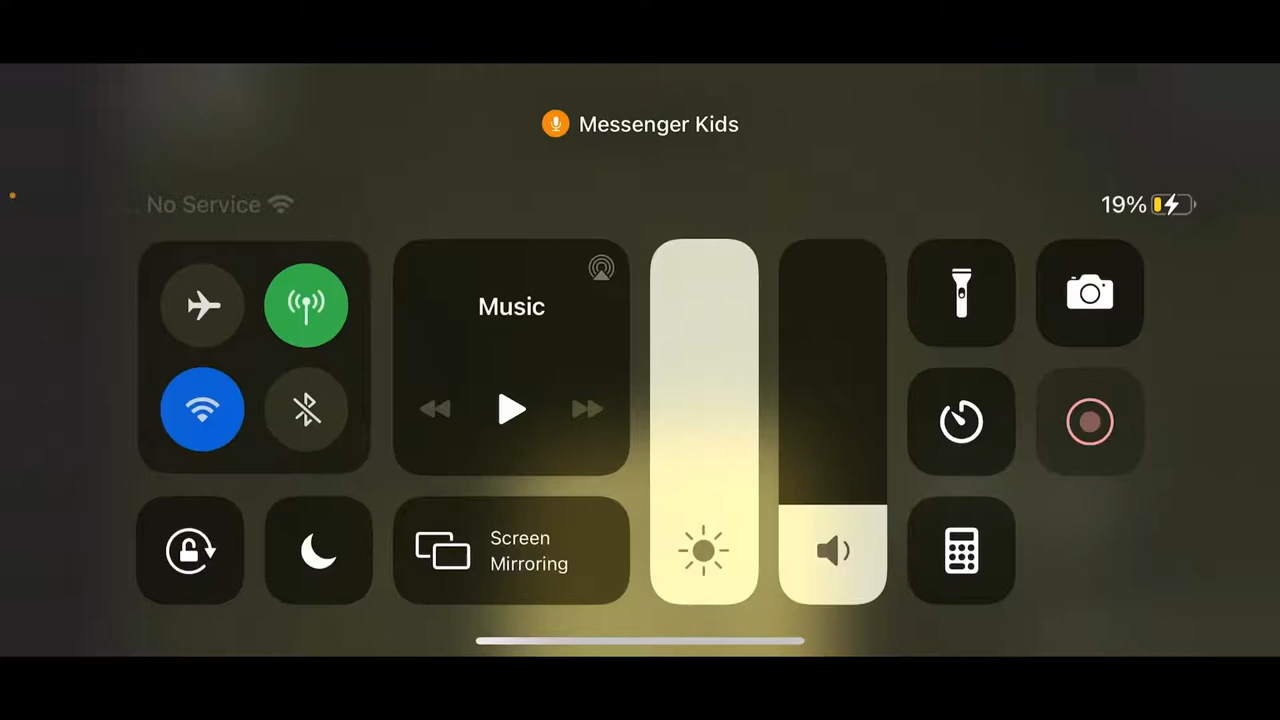 Messenger Kids
No Service
19%
Music
Screen
Mirroring